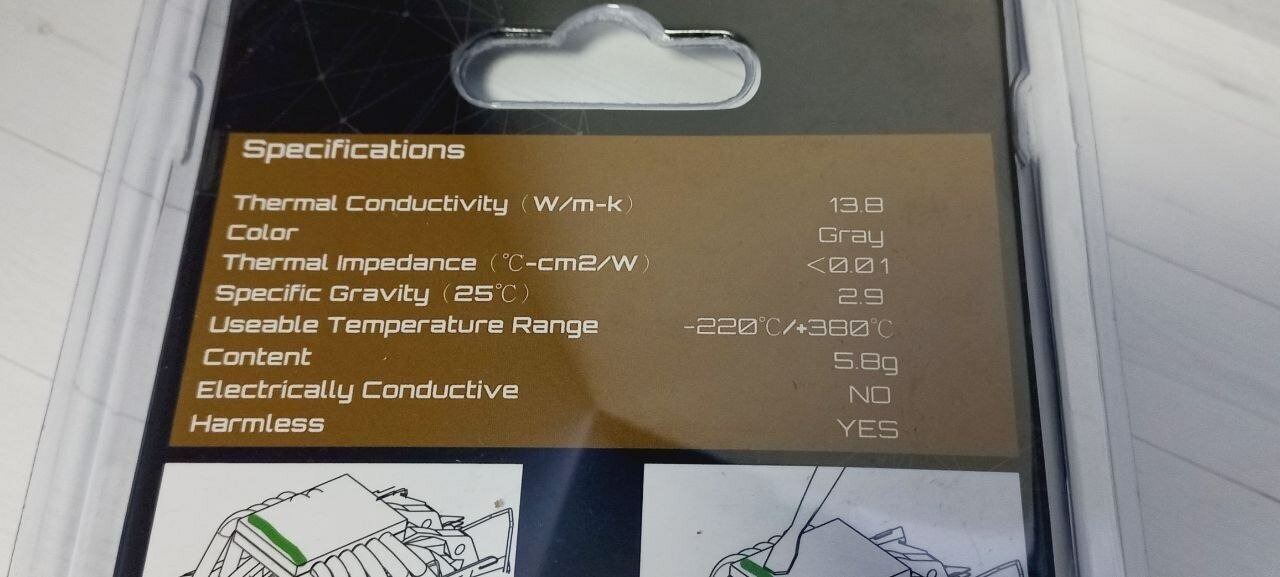 Specifications
Thermal Conductivity (W/m-k) 13.8
Color Gray
Thermal Impedance (℃-cm2/W) <0.01
Specific Gravity (25℃) 2.9
Useable Temperature Range -220℃/+380℃
Content 5.8g
Electrically Conductive NO
Harmless YES